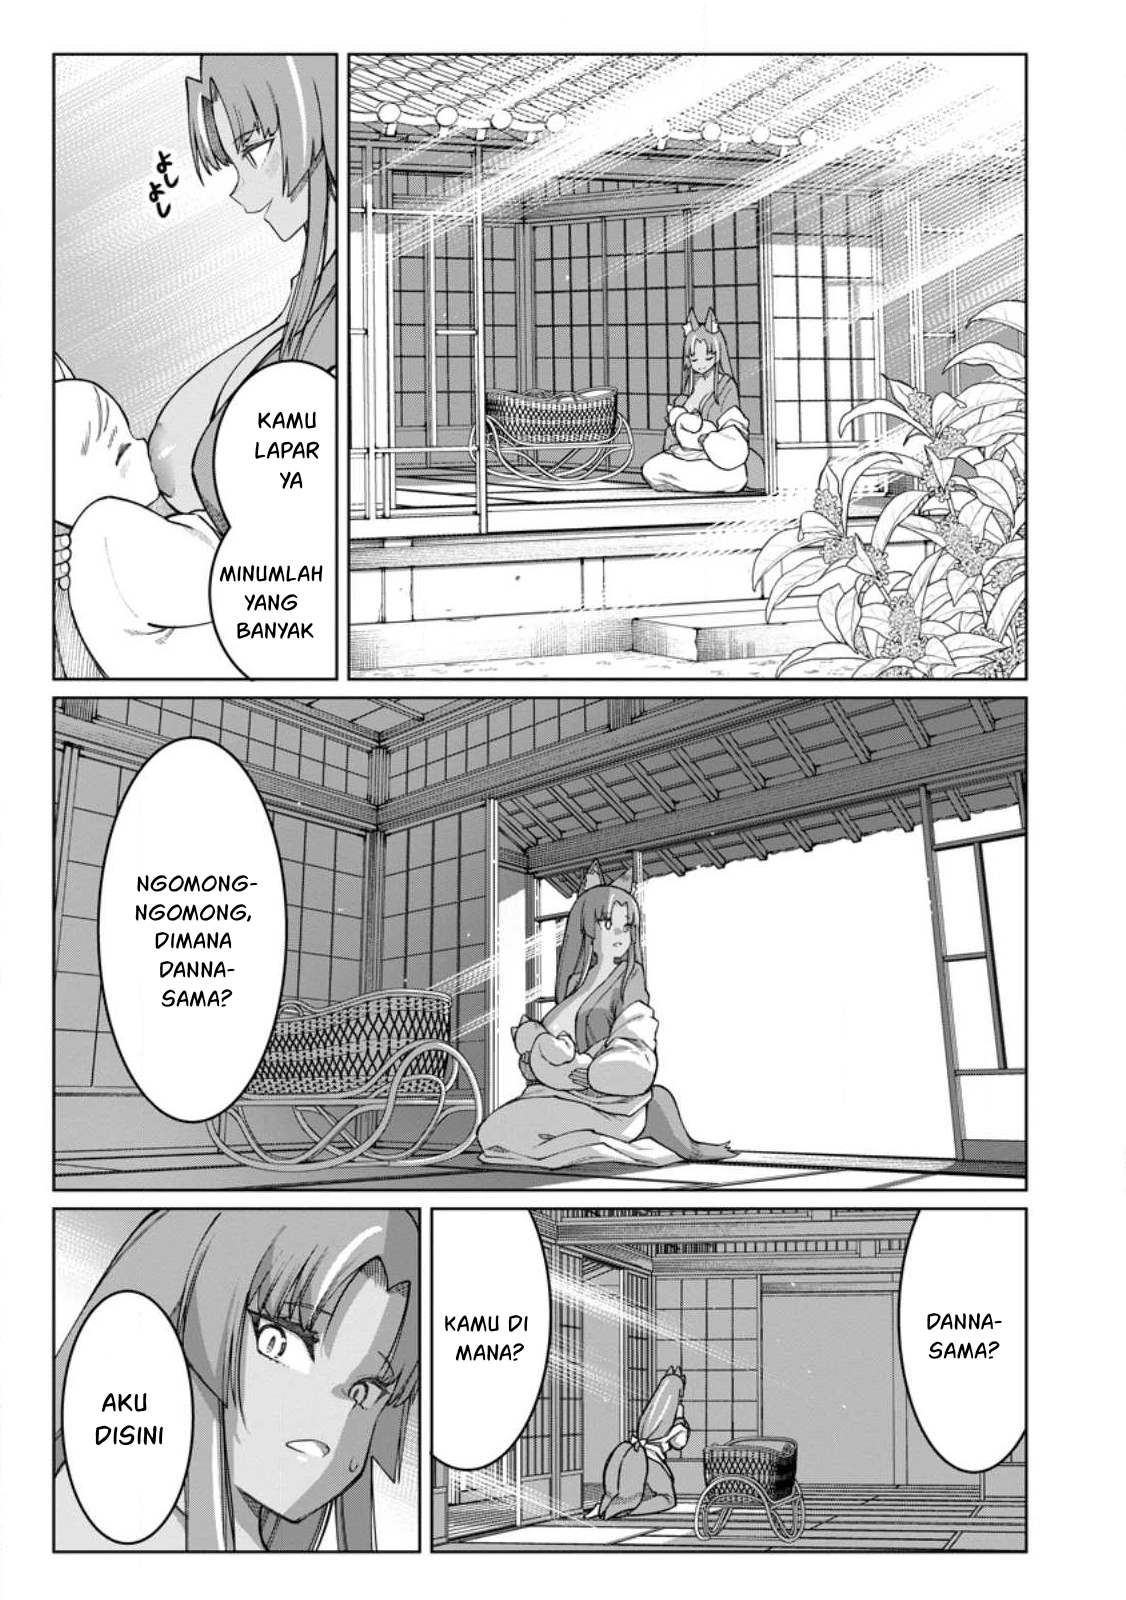 よし
よし
KAMU
LAPAR
YA
MINUMLAH
YANG
BANYAK
NGOMONG-
NGOMONG,
DIMANA
DANNA-
SAMA?
DANNA-
SAMA?
KAMU DI
MANA?
AKU
DISINI